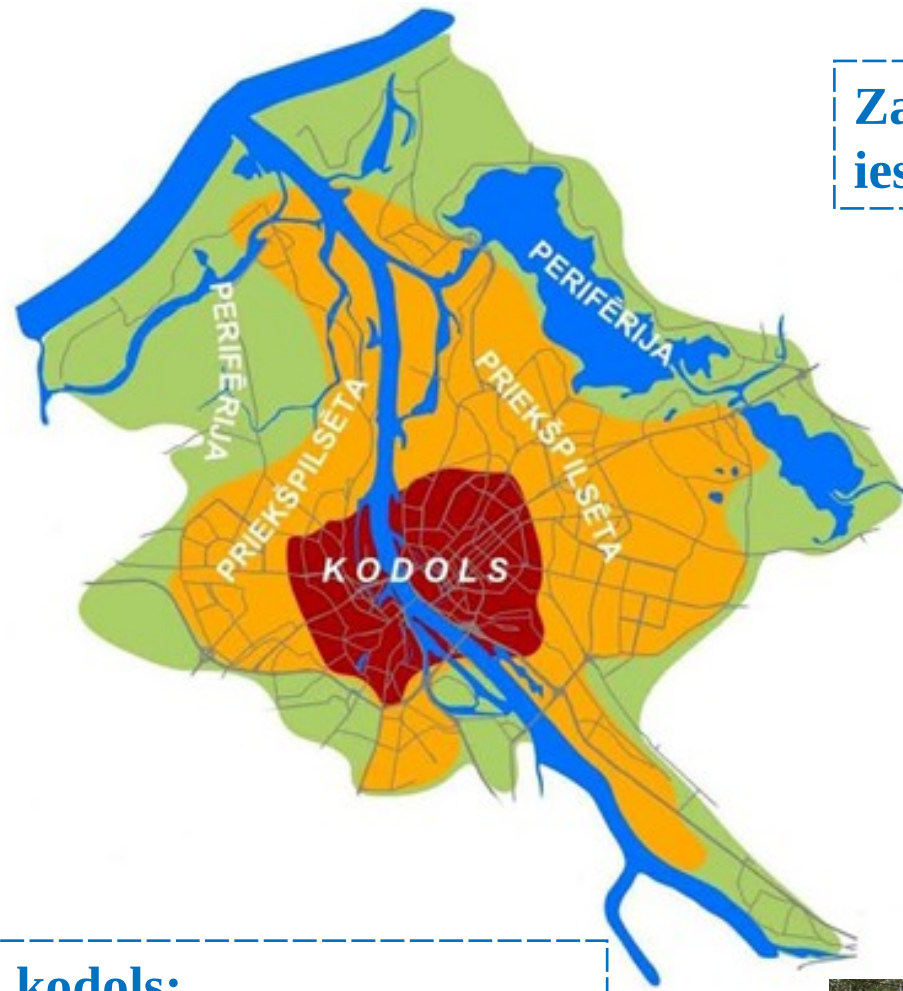 Za
ies
PERIFĒRIJA
PERIFĒRIJA
PRIEKŠPILSĒTA
PRIEKŠPILSĒTA
KODOLS
kodols: